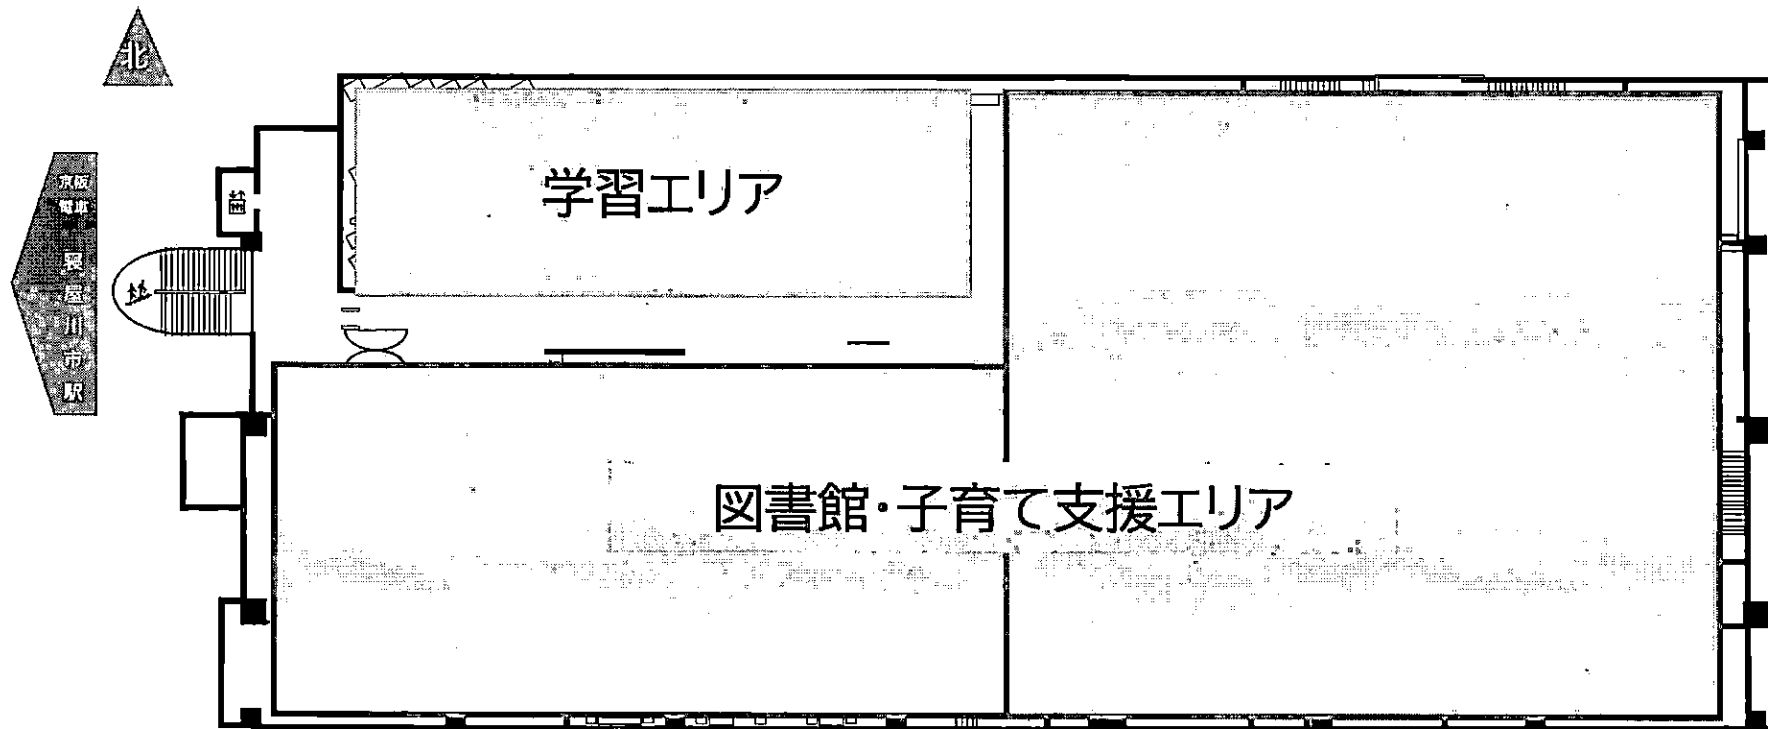 北
学習エリア
京阪
電車
寝屋川市駅
図書館・子育て支援エリア